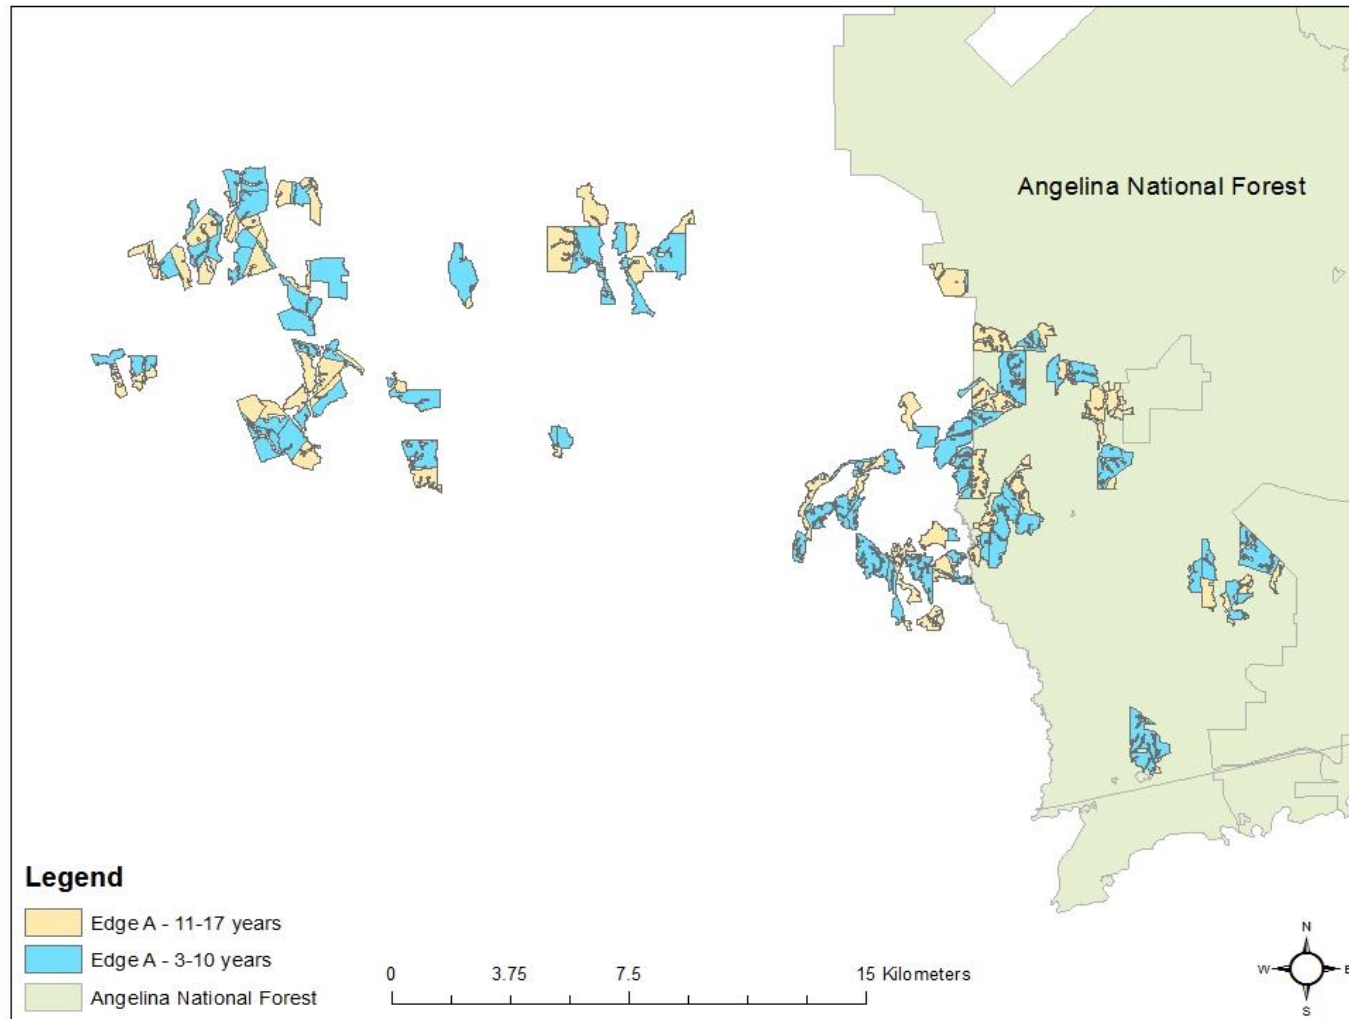 Angelina National Forest
Legend
Edge A - 11-17 years
Edge A - 3-10 years
Angelina National Forest
0 3.75 7.5 15 Kilometers
N
W E
S